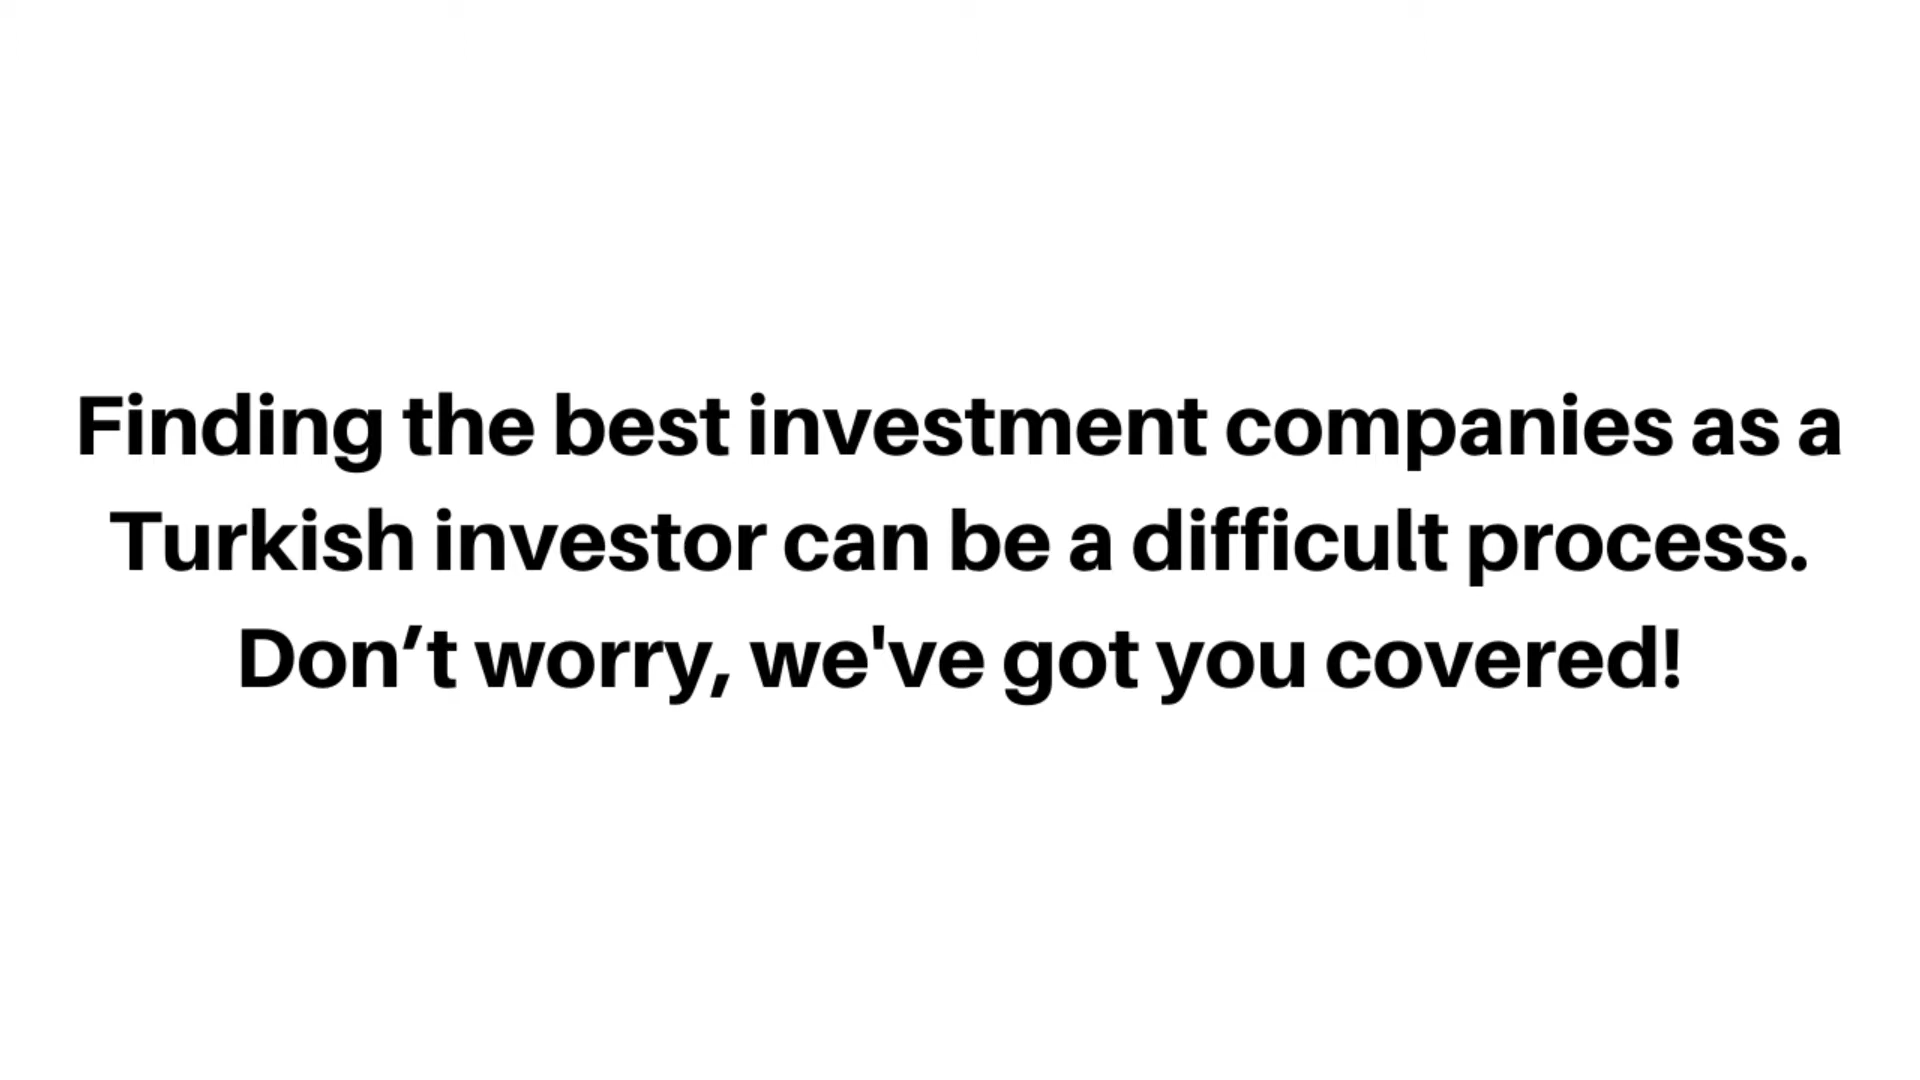 Finding the best investment companies as a
Turkish investor can be a difficult process.
Don’t worry, we've got you covered!